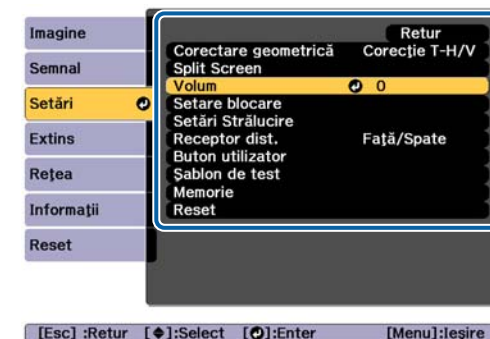 Imagine
Semnal
Setări
Extins
Rețea
Informații
Reset
Retur
Corectare geometrică Corecție T-H/V
Split Screen
Volum 0
Setare blocare
Setări Strălucire
Receptor dist. Față/Spate
Buton utilizator
Șablon de test
Memorie
Reset
[Esc] :Retur [◆]:Select [↵]:Enter [Menu]:Ieșire